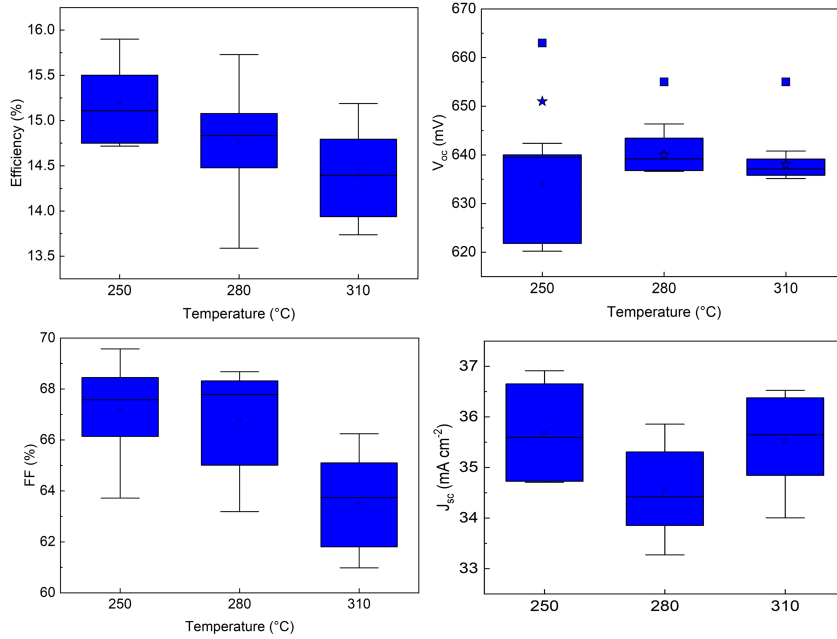 16.0
15.5
15.0
14.5
14.0
13.5
Efficiency (%)
250 280 310
Temperature (°C)
670
660
650
640
630
620
Voc (mV)
250 280 310
Temperature (°C)
70
68
66
64
62
60
FF (%)
250 280 310
Temperature (°C)
37
36
35
34
33
Jsc (mA cm-2)
250 280 310